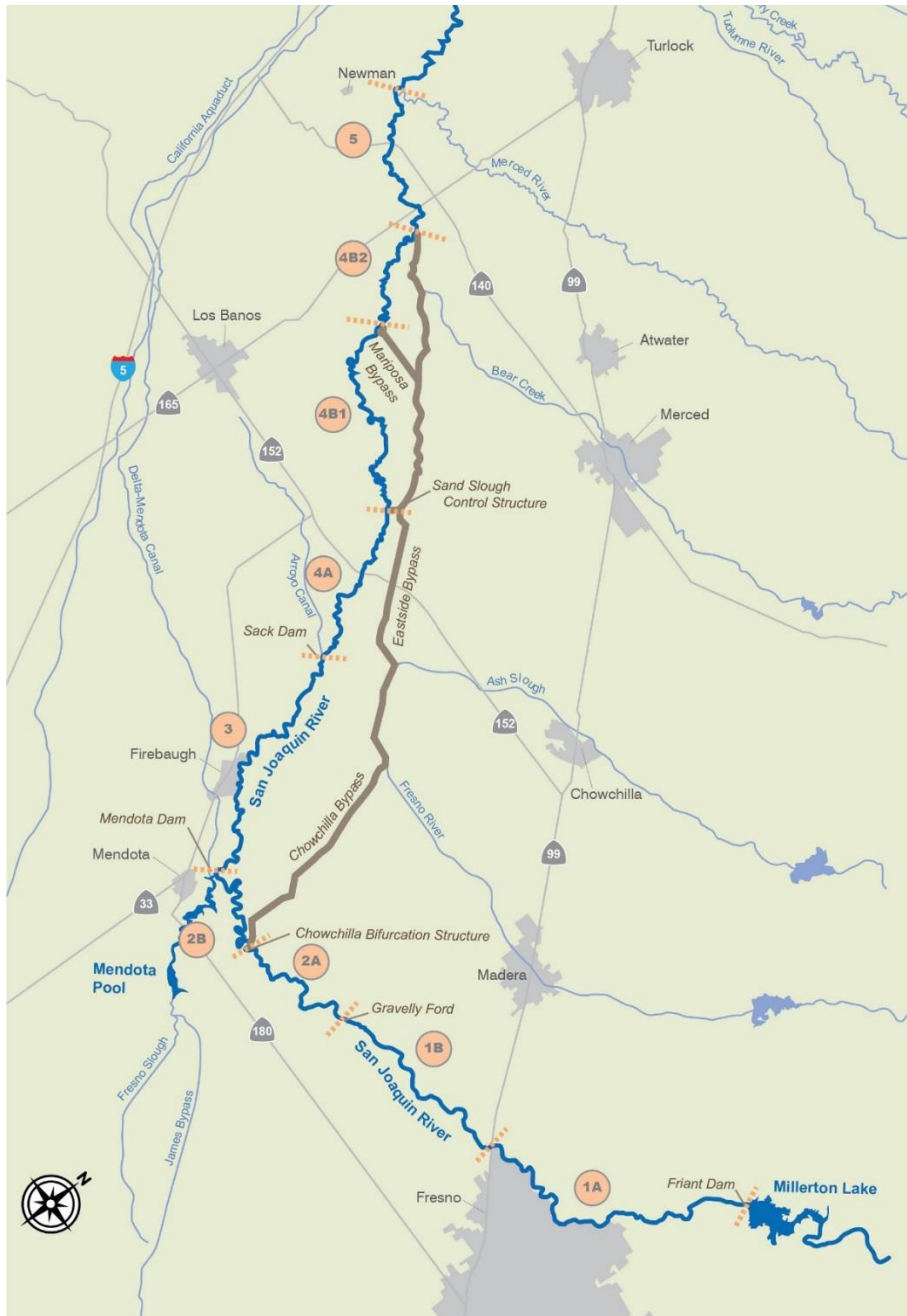 ry Creek
Tuolumne River
Turlock
Newman
California Aquaduct
5
Merced River
4B2
140
99
Los Banos
Atwater
5
Mariposa
Bypass
Bear Creek
165
4B1
Merced
152
Delta-Mendota Canal
Sand Slough
Control Structure
Arroyo Canal
4A
Eastside Bypass
Sack Dam
Ash Slough
3
152
Firebaugh
San Joaquin River
Chowchilla
Chowchilla Bypass
Fresno River
Mendota Dam
Mendota
99
33
Chowchilla Bifurcation Structure
2B
2A
Mendota
Pool
Madera
Gravelly Ford
180
1B
San Joaquin River
Fresno Slough
James Bypass
N
1A
Friant Dam
Millerton Lake
Fresno